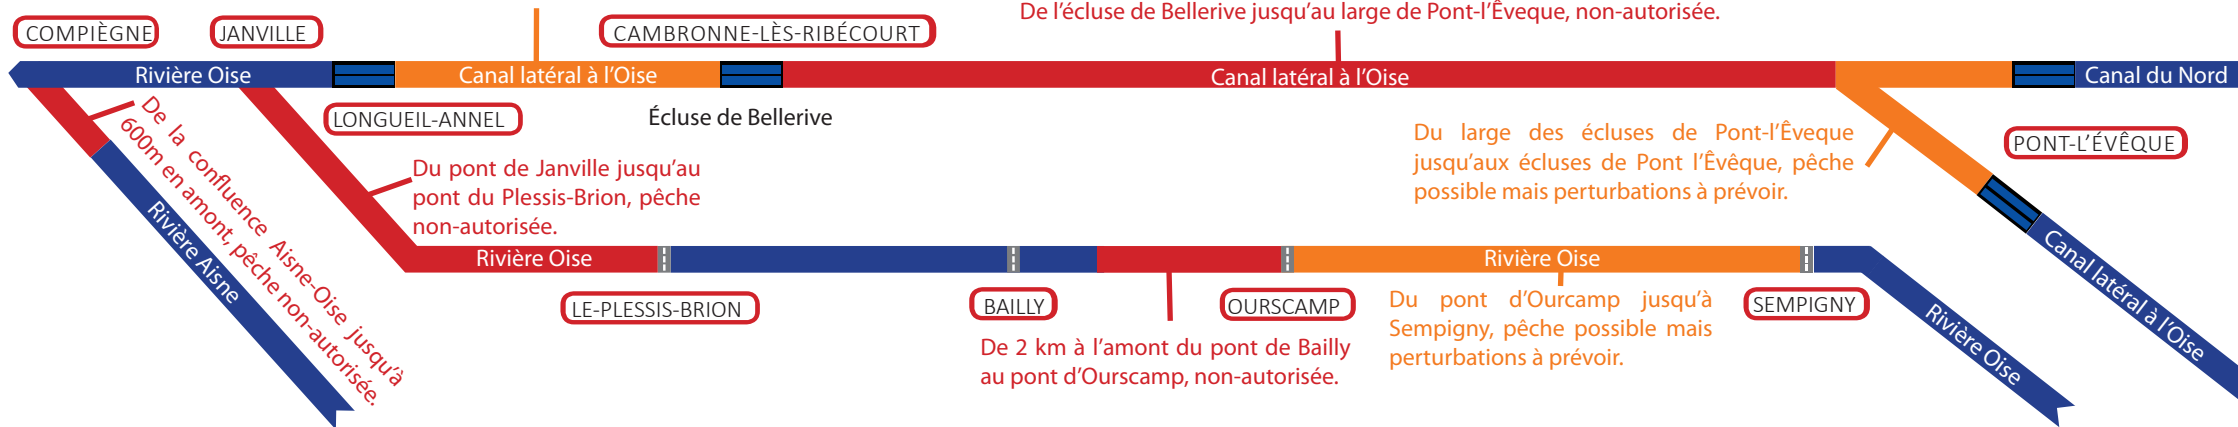 De l'écluse de Bellerive jusqu'au large de Pont-l'Êveque, non-autorisée.
COMPIÈGNE
JANVILLE
CAMBRONNE-LÈS-RIBÉCOURT
Rivière Oise
Canal latéral à l'Oise
Canal latéral à l'Oise
Canal du Nord
LONGUEIL-ANNEL
Écluse de Bellerive
PONT-L'ÉVÊQUE
De la confluence Aisne-Oise jusqu'à
600m en amont, pêche non-autorisée.
Rivière Aisne
Du pont de Janville jusqu'au
pont du Plessis-Brion, pêche
non-autorisée.
Du large des écluses de Pont-l'Êveque
jusqu'aux écluses de Pont l'Êvêque, pêche
possible mais perturbations à prévoir.
Rivière Oise
Rivière Oise
Canal latéral à l'Oise
Rivière Oise
LE-PLESSIS-BRION
BAILLY
OURSCAMP
SEMPIGNY
De 2 km à l'amont du pont de Bailly
au pont d'Ourscamp, non-autorisée.
Du pont d'Ourcamp jusqu'à
Sempigny, pêche possible mais
perturbations à prévoir.